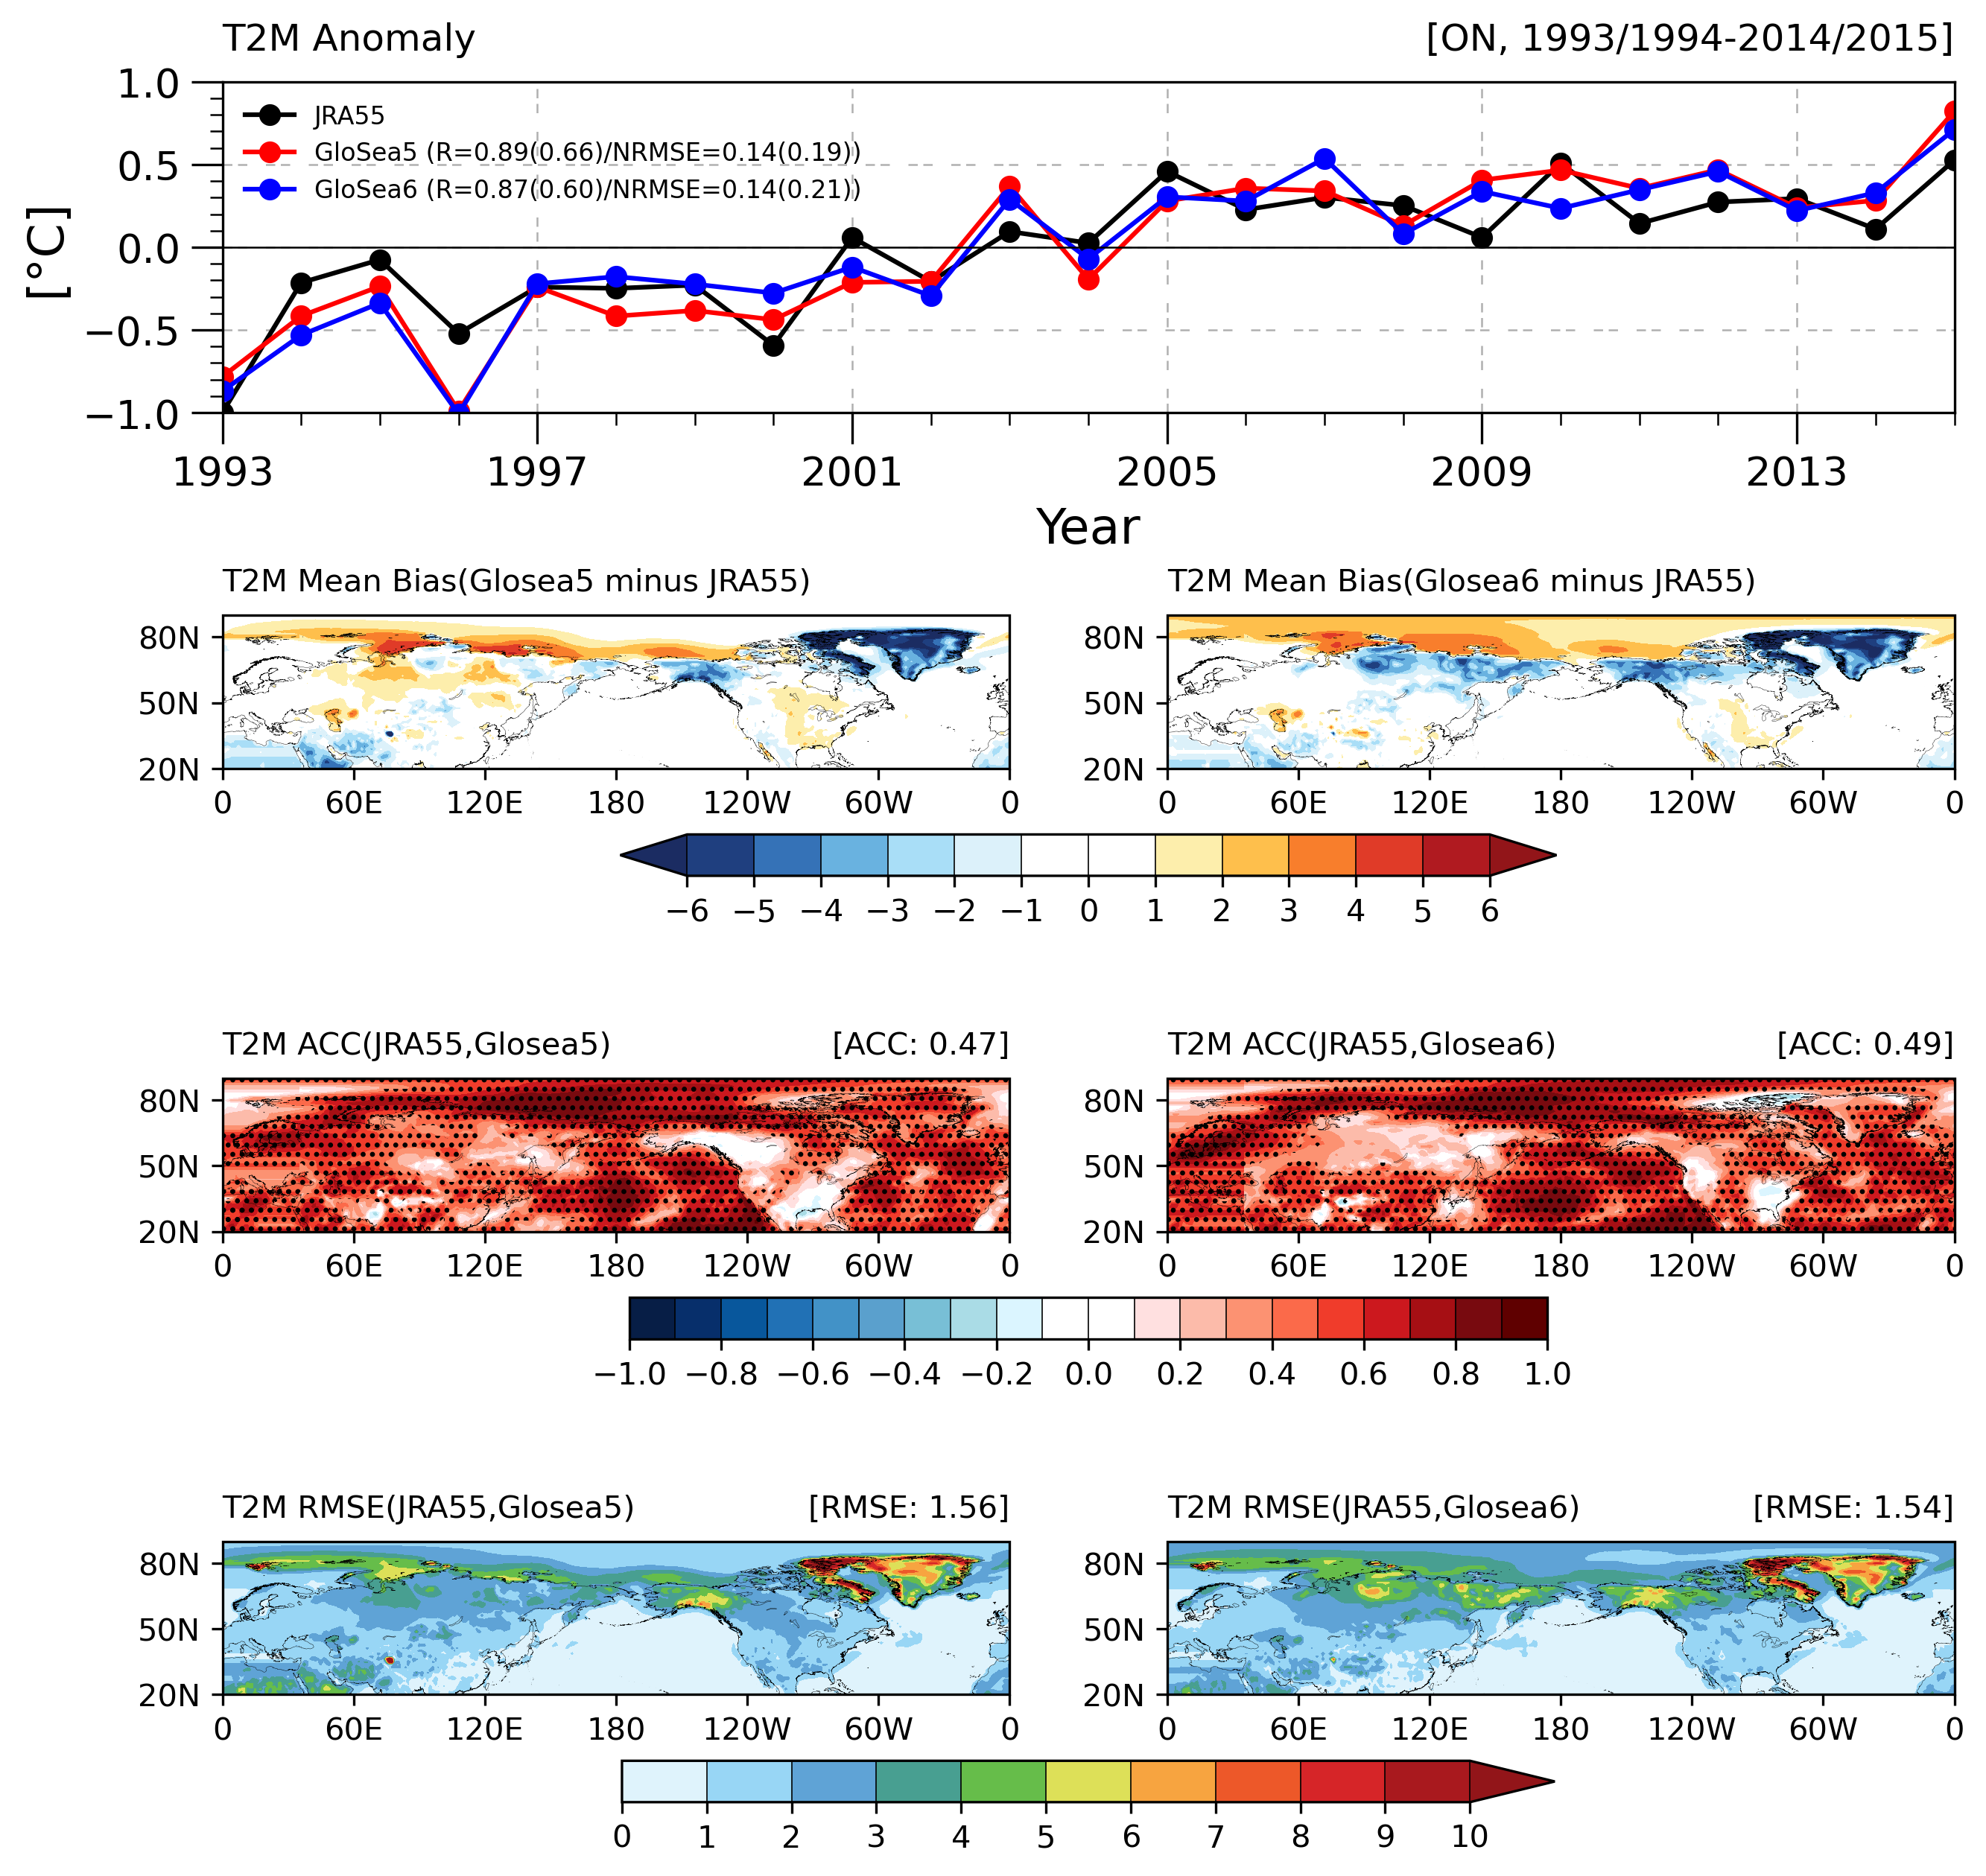 T2M Anomaly [ON, 1993/1994-2014/2015]
1.0
JRA55
GloSea5 (R=0.89(0.66)/NRMSE=0.14(0.19))
0.5
GloSea6 (R=0.87(0.60)/NRMSE=0.14(0.21))
[°C]
0.0
−0.5
−1.0
1993 1997 2001 2005 2009 2013
Year
T2M Mean Bias(Glosea5 minus JRA55) T2M Mean Bias(Glosea6 minus JRA55)
80N 80N
50N 50N
20N 20N
0 60E 120E 180 120W 60W 0 0 60E 120E 180 120W 60W 0
−6 −5 −4 −3 −2 −1 0 1 2 3 4 5 6
T2M ACC(JRA55,Glosea5) [ACC: 0.47] T2M ACC(JRA55,Glosea6) [ACC: 0.49]
80N 80N
50N 50N
20N 20N
0 60E 120E 180 120W 60W 0 0 60E 120E 180 120W 60W 0
−1.0 −0.8 −0.6 −0.4 −0.2 0.0 0.2 0.4 0.6 0.8 1.0
T2M RMSE(JRA55,Glosea5) [RMSE: 1.56] T2M RMSE(JRA55,Glosea6) [RMSE: 1.54]
80N 80N
50N 50N
20N 20N
0 60E 120E 180 120W 60W 0 0 60E 120E 180 120W 60W 0
0 1 2 3 4 5 6 7 8 9 10